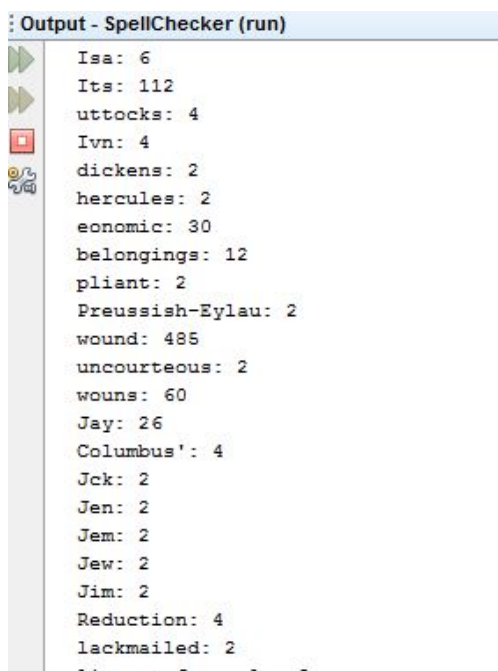 Output - SpellChecker (run)
Isa: 6
Its: 112
uttocks: 4
Ivn: 4
dickens: 2
hercules: 2
eonomic: 30
belongings: 12
pliant: 2
Preussish-Eylau: 2
wound: 485
uncourteous: 2
wouns: 60
Jay: 26
Columbus': 4
Jck: 2
Jen: 2
Jem: 2
Jew: 2
Jim: 2
Reduction: 4
lackmailed: 2